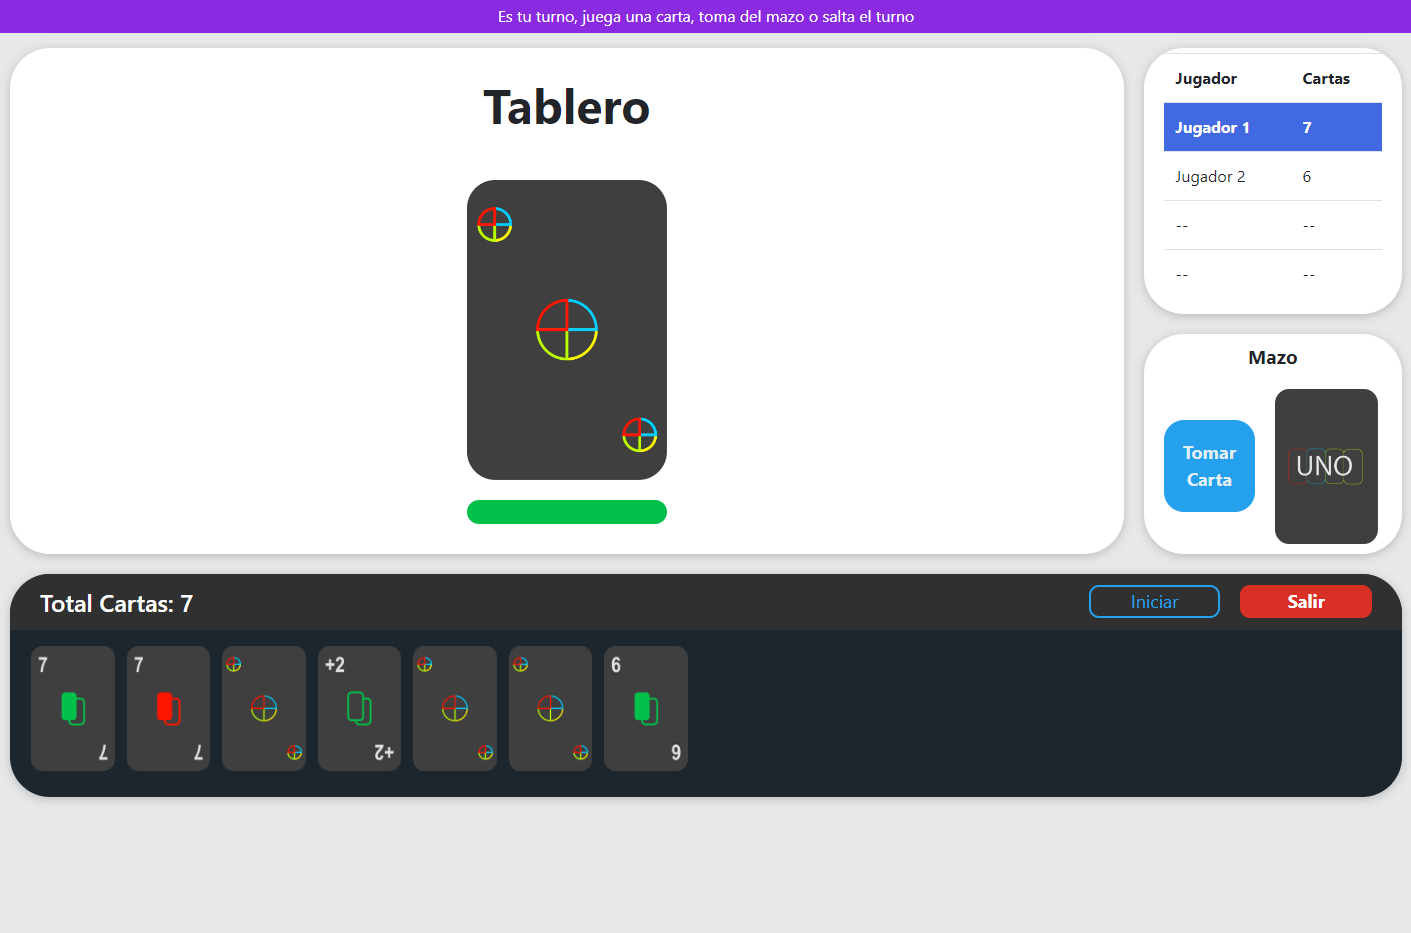 Es tu turno, juega una carta, toma del mazo o salta el turno
Tablero
Jugador Cartas
Jugador 1 7
Jugador 2 6
-- --
-- --
Mazo
Tomar
Carta
UNO
Total Cartas: 7
Iniciar
Salir
7 7 +2 6
7 7 +2 6